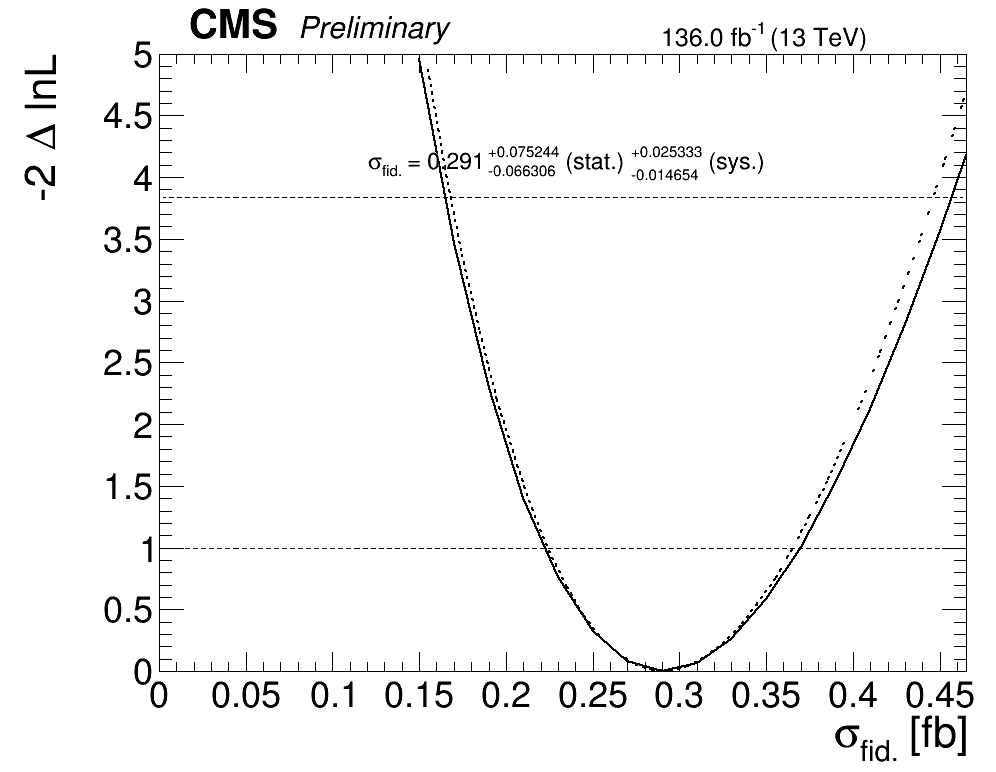 CMS Preliminary
136.0 fb⁻¹ (13 TeV)
-2 Δ lnL
5
4.5
σfid. = 0.291 +0.075244 -0.066306 (stat.) +0.025333 -0.014654 (sys.)
4
3.5
3
2.5
2
1.5
1
0.5
0
0 0.05 0.1 0.15 0.2 0.25 0.3 0.35 0.4 0.45
σfid. [fb]